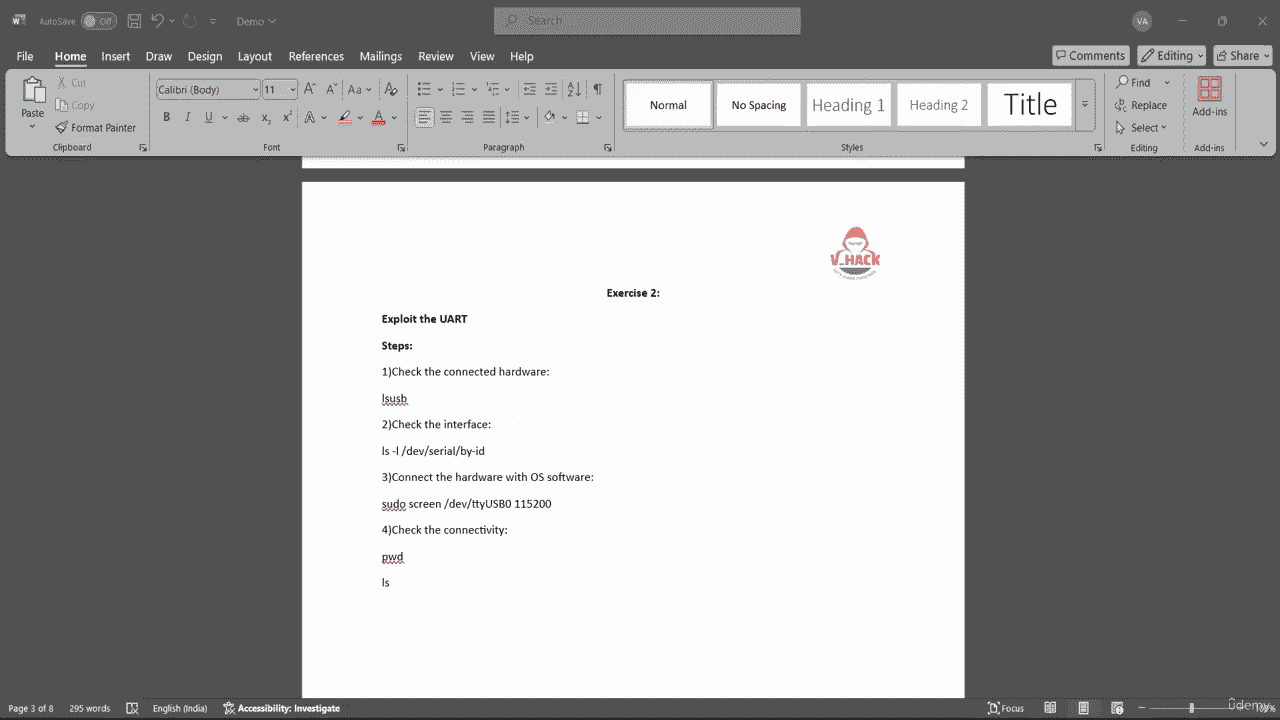 AutoSave Off Demo Search VA
File Home Insert Draw Design Layout References Mailings Review View Help Comments Editing Share
Paste Cut Copy Format Painter Clipboard
Calibri (Body) 11 Font
Paragraph
Normal No Spacing Heading 1 Heading 2 Title Styles
Find Replace Select Editing
Add-ins Add-ins
V_HACK
Exercise 2:
Exploit the UART
Steps:
1)Check the connected hardware:
lsusb
2)Check the interface:
ls -l /dev/serial/by-id
3)Connect the hardware with OS software:
sudo screen /dev/ttyUSB0 115200
4)Check the connectivity:
pwd
ls
Page 3 of 8 295 words English (India) Accessibility: Investigate Focus
Udemy